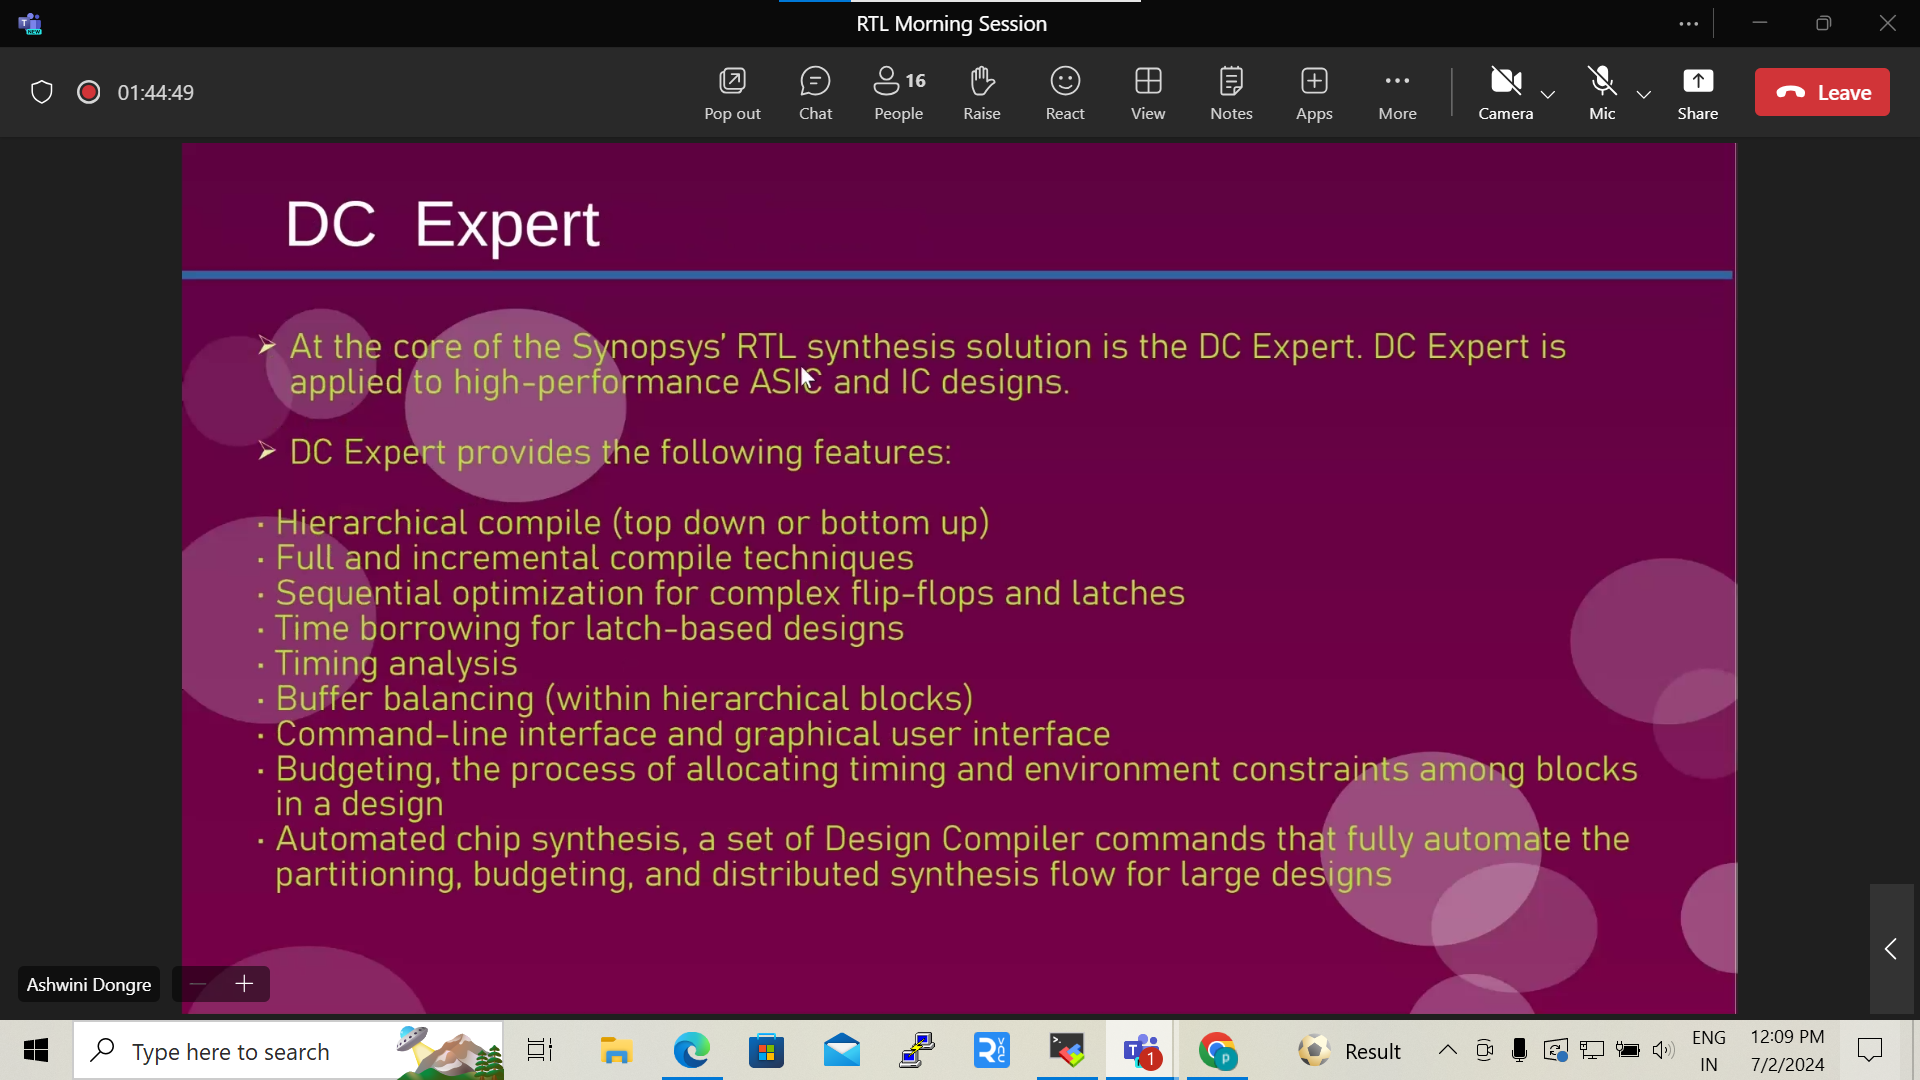 RTL Morning Session
01:44:49
Pop out
Chat
16
People
Raise
React
View
Notes
Apps
More
Camera
Mic
Share
Leave
DC Expert
➢ At the core of the Synopsys’ RTL synthesis solution is the DC Expert. DC Expert is
applied to high-performance ASIC and IC designs.
➢ DC Expert provides the following features:
· Hierarchical compile (top down or bottom up)
· Full and incremental compile techniques
· Sequential optimization for complex flip-flops and latches
· Time borrowing for latch-based designs
· Timing analysis
· Buffer balancing (within hierarchical blocks)
· Command-line interface and graphical user interface
· Budgeting, the process of allocating timing and environment constraints among blocks
in a design
· Automated chip synthesis, a set of Design Compiler commands that fully automate the
partitioning, budgeting, and distributed synthesis flow for large designs
Ashwini Dongre
Type here to search
1
p
Result
ENG
IN
12:09 PM
7/2/2024